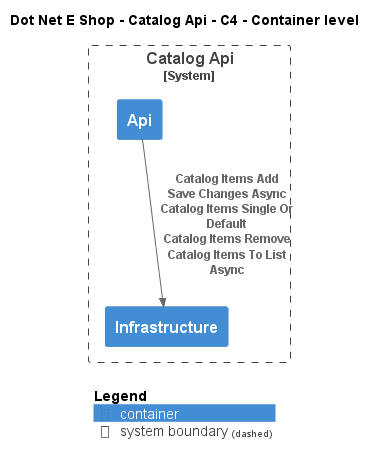 Dot Net E Shop - Catalog Api - C4 - Container level
Catalog Api
[System]
Api
Catalog Items Add
Save Changes Async
Catalog Items Single Or
Default
Catalog Items Remove
Catalog Items To List
Async
Infrastructure
Legend
container
system boundary (dashed)